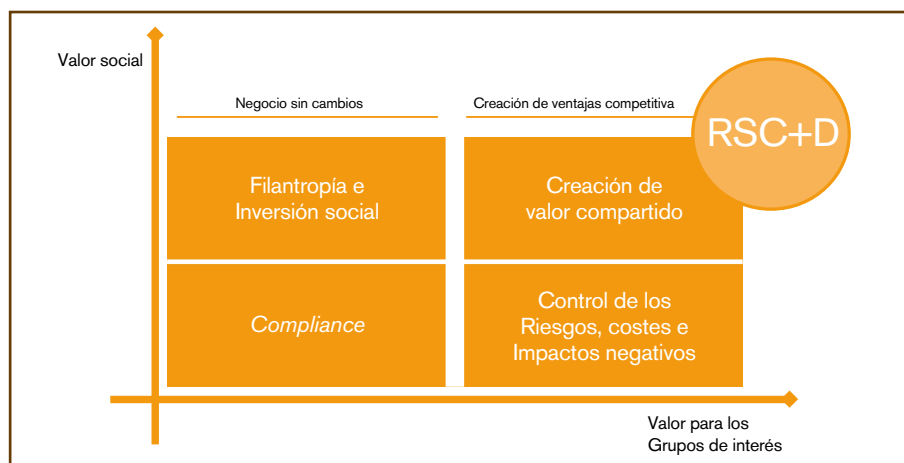 Valor social
Negocio sin cambios
Creación de ventajas competitiva
RSC+D
Filantropía e
Inversión social
Creación de
valor compartido
Compliance
Control de los
Riesgos, costes e
Impactos negativos
Valor para los
Grupos de interés